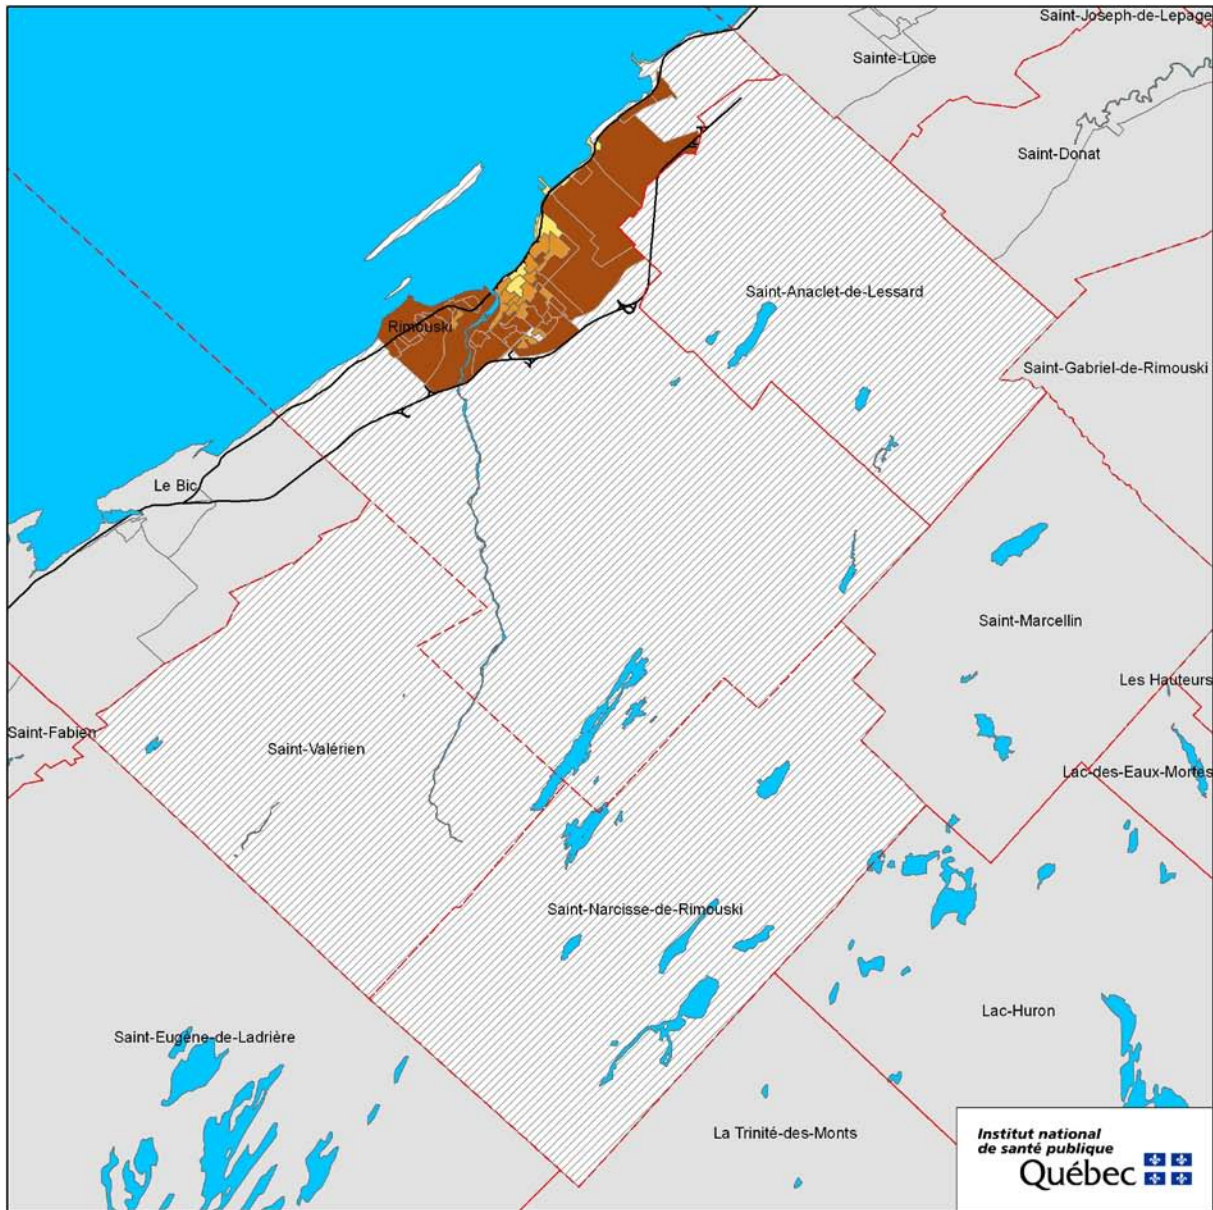 Saint-Joseph-de-Lepage
Sainte-Luce
Saint-Donat
Saint-Anaclet-de-Lessard
Rimouski
Saint-Gabriel-de-Rimouski
Le Bic
Saint-Marcellin
Les Hauteurs
Saint-Fabien
Saint-Valérien
Lac-des-Eaux-Mortes
Saint-Narcisse-de-Rimouski
Lac-Huron
Saint-Eugène-de-Ladrière
La Trinité-des-Monts
Institut national
de santé publique
Québec